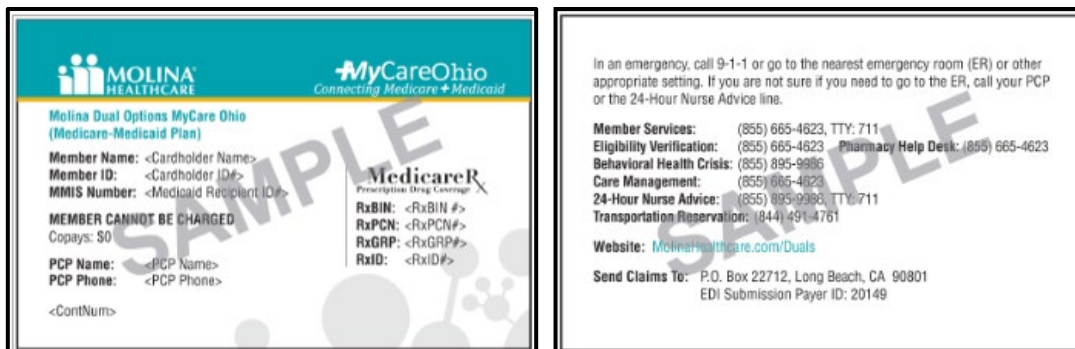 MOLINA
HEALTHCARE
MyCareOhio
Connecting Medicare + Medicaid
Molina Dual Options MyCare Ohio
(Medicare-Medicaid Plan)
Member Name: <Cardholder Name>
Member ID: <Cardholder ID#>
MMIS Number: <Medicaid Recipient ID#>
MEMBER CANNOT BE CHARGED
Copays: $0
PCP Name: <PCP Name>
PCP Phone: <PCP Phone>
<ContNum>
MedicareRx
Prescription Drug Coverage
RxBIN: <RxBIN #>
RxPCN: <RxPCN#>
RxGRP: <RxGRP#>
RxID: <RxID#>
SAMPLE
In an emergency, call 9-1-1 or go to the nearest emergency room (ER) or other
appropriate setting. If you are not sure if you need to go to the ER, call your PCP
or the 24-Hour Nurse Advice line.
Member Services: (855) 665-4623, TTY: 711
Eligibility Verification: (855) 665-4623 Pharmacy Help Desk: (855) 665-4623
Behavioral Health Crisis: (855) 895-9986
Care Management: (855) 665-4623
24-Hour Nurse Advice: (855) 895-9986, TTY: 711
Transportation Reservation: (844) 491-4761
Website: MolinaHealthcare.com/Duals
Send Claims To: P.O. Box 22712, Long Beach, CA 90801
EDI Submission Payer ID: 20149
SAMPLE